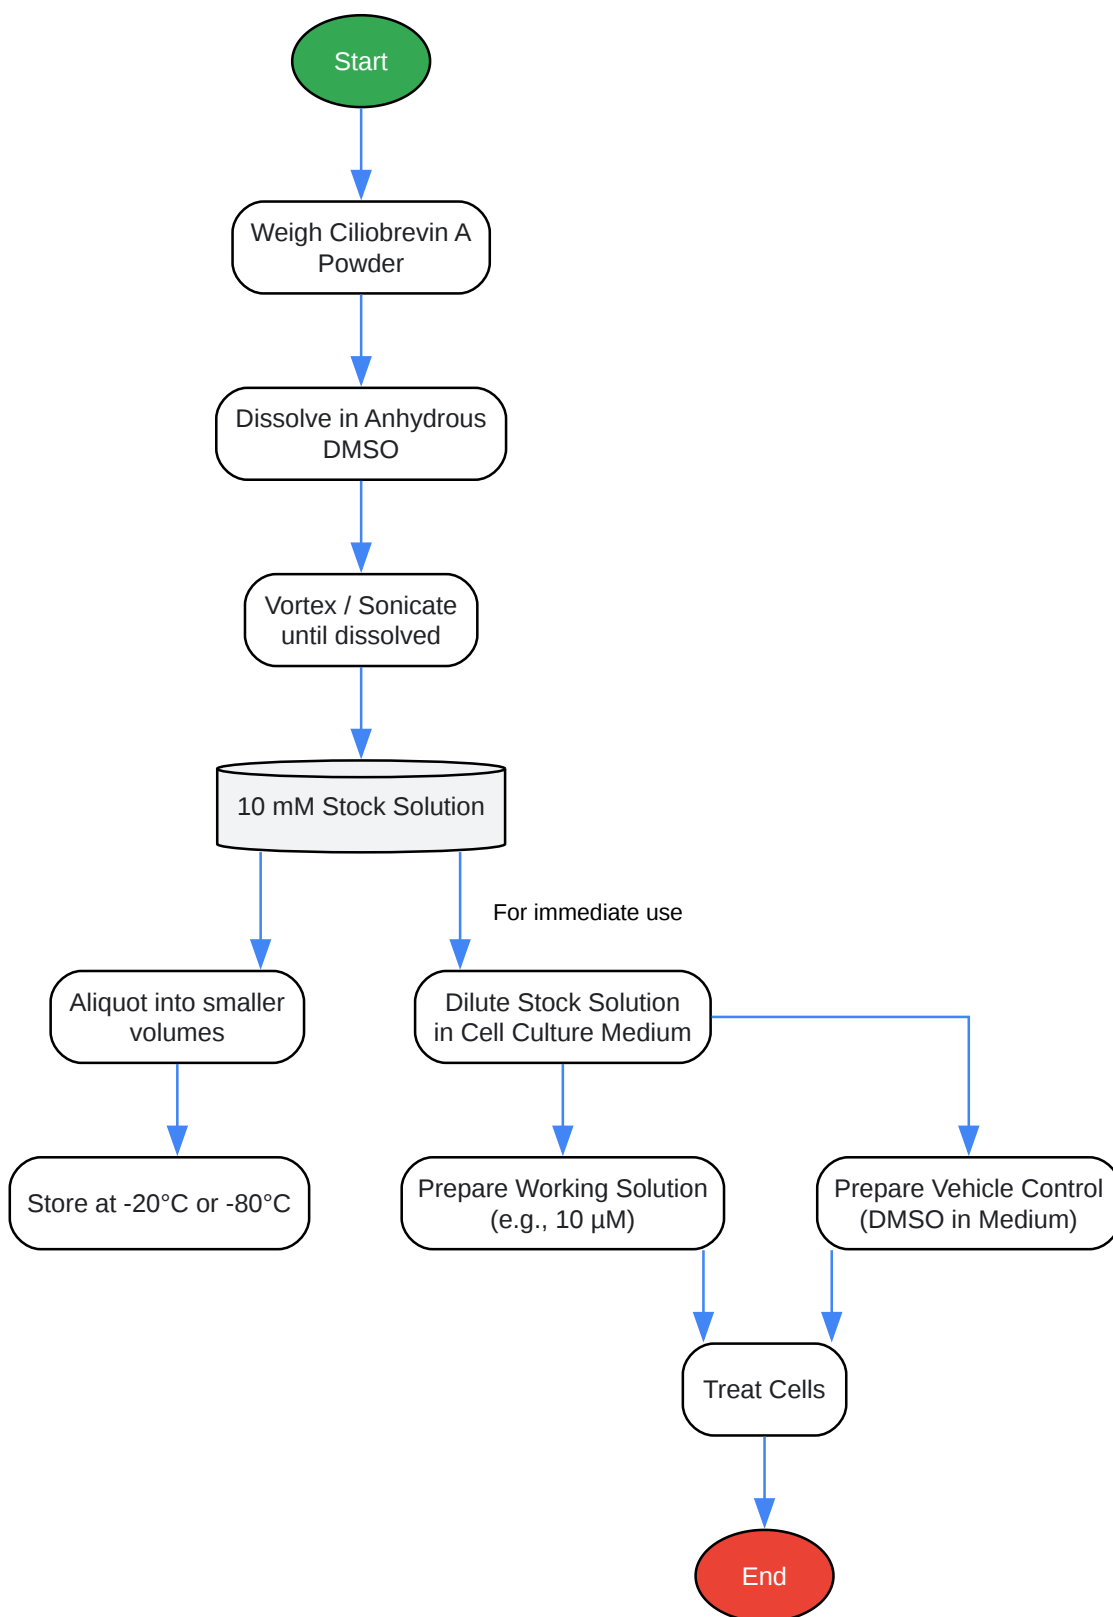 Start
Weigh Ciliobrevin A
Powder
Dissolve in Anhydrous
DMSO
Vortex / Sonicate
until dissolved
10 mM Stock Solution
For immediate use
Aliquot into smaller
volumes
Dilute Stock Solution
in Cell Culture Medium
Store at -20°C or -80°C
Prepare Working Solution
(e.g., 10 µM)
Prepare Vehicle Control
(DMSO in Medium)
Treat Cells
End